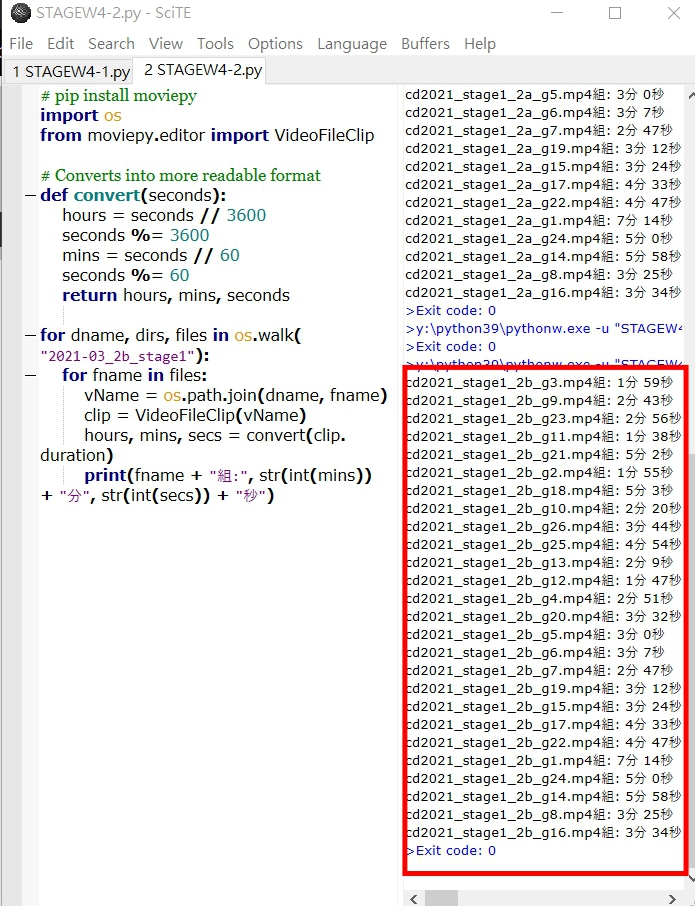 STAGEW4-2.py - SciTE
File Edit Search View Tools Options Language Buffers Help
1 STAGEW4-1.py 2 STAGEW4-2.py
# pip install moviepy
import os
from moviepy.editor import VideoFileClip
# Converts into more readable format
def convert(seconds):
hours = seconds // 3600
seconds %= 3600
mins = seconds // 60
seconds %= 60
return hours, mins, seconds
for dname, dirs, files in os.walk(
"2021-03_2b_stage1"):
for fname in files:
vName = os.path.join(dname, fname)
clip = VideoFileClip(vName)
hours, mins, secs = convert(clip.
duration)
print(fname + "組:", str(int(mins))
+ "分", str(int(secs)) + "秒")
cd2021_stage1_2a_g5.mp4組: 3分 0秒
cd2021_stage1_2a_g6.mp4組: 3分 7秒
cd2021_stage1_2a_g7.mp4組: 2分 47秒
cd2021_stage1_2a_g19.mp4組: 3分 12秒
cd2021_stage1_2a_g15.mp4組: 3分 24秒
cd2021_stage1_2a_g17.mp4組: 4分 33秒
cd2021_stage1_2a_g22.mp4組: 4分 47秒
cd2021_stage1_2a_g1.mp4組: 7分 14秒
cd2021_stage1_2a_g24.mp4組: 5分 0秒
cd2021_stage1_2a_g14.mp4組: 5分 58秒
cd2021_stage1_2a_g8.mp4組: 3分 25秒
cd2021_stage1_2a_g16.mp4組: 3分 34秒
>Exit code: 0
>y:\python39\pythonw.exe -u "STAGEW4
>Exit code: 0
>y:\python39\pythonw.exe -u "STAGEW4
cd2021_stage1_2b_g3.mp4組: 1分 59秒
cd2021_stage1_2b_g9.mp4組: 2分 43秒
cd2021_stage1_2b_g23.mp4組: 2分 56秒
cd2021_stage1_2b_g11.mp4組: 1分 38秒
cd2021_stage1_2b_g21.mp4組: 5分 2秒
cd2021_stage1_2b_g2.mp4組: 1分 55秒
cd2021_stage1_2b_g18.mp4組: 5分 3秒
cd2021_stage1_2b_g10.mp4組: 2分 20秒
cd2021_stage1_2b_g26.mp4組: 3分 44秒
cd2021_stage1_2b_g25.mp4組: 4分 54秒
cd2021_stage1_2b_g13.mp4組: 2分 9秒
cd2021_stage1_2b_g12.mp4組: 1分 47秒
cd2021_stage1_2b_g4.mp4組: 2分 51秒
cd2021_stage1_2b_g20.mp4組: 3分 32秒
cd2021_stage1_2b_g5.mp4組: 3分 0秒
cd2021_stage1_2b_g6.mp4組: 3分 7秒
cd2021_stage1_2b_g7.mp4組: 2分 47秒
cd2021_stage1_2b_g19.mp4組: 3分 12秒
cd2021_stage1_2b_g15.mp4組: 3分 24秒
cd2021_stage1_2b_g17.mp4組: 4分 33秒
cd2021_stage1_2b_g22.mp4組: 4分 47秒
cd2021_stage1_2b_g1.mp4組: 7分 14秒
cd2021_stage1_2b_g24.mp4組: 5分 0秒
cd2021_stage1_2b_g14.mp4組: 5分 58秒
cd2021_stage1_2b_g8.mp4組: 3分 25秒
cd2021_stage1_2b_g16.mp4組: 3分 34秒
>Exit code: 0